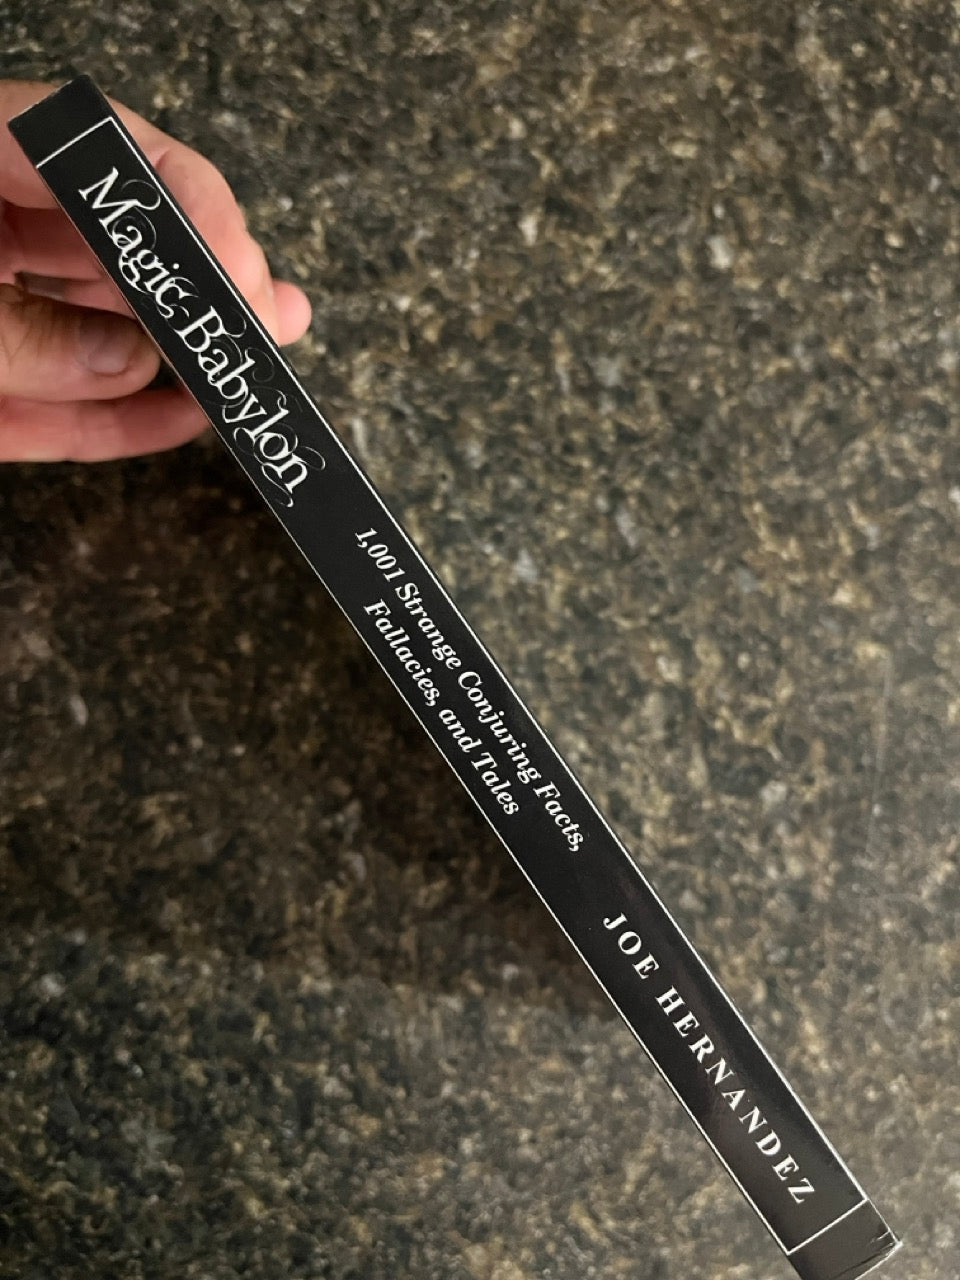 Magic Babylon
1,001 Strange Conjuring Facts,
Fallacies, and Tales
JOE HERNANDEZ